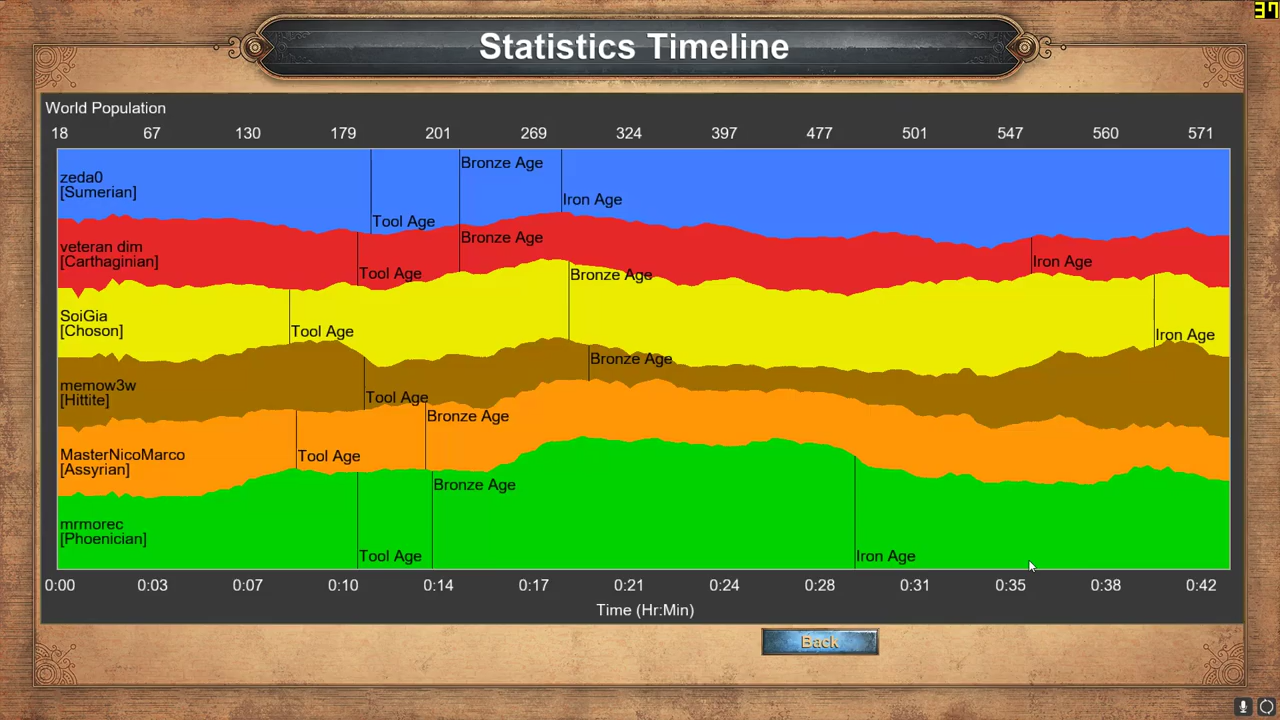 37
Statistics Timeline
World Population
18 67 130 179 201 269 324 397 477 501 547 560 571
zeda0
[Sumerian]
Tool Age
Bronze Age
Iron Age
veteran dim
[Carthaginian]
Tool Age
Bronze Age
Iron Age
SoiGia
[Choson]
Tool Age
Bronze Age
Iron Age
memow3w
[Hittite]
Tool Age
Bronze Age
MasterNicoMarco
[Assyrian]
Tool Age
Bronze Age
mrmorec
[Phoenician]
Tool Age
Bronze Age
Iron Age
0:00 0:03 0:07 0:10 0:14 0:17 0:21 0:24 0:28 0:31 0:35 0:38 0:42
Time (Hr:Min)
Back